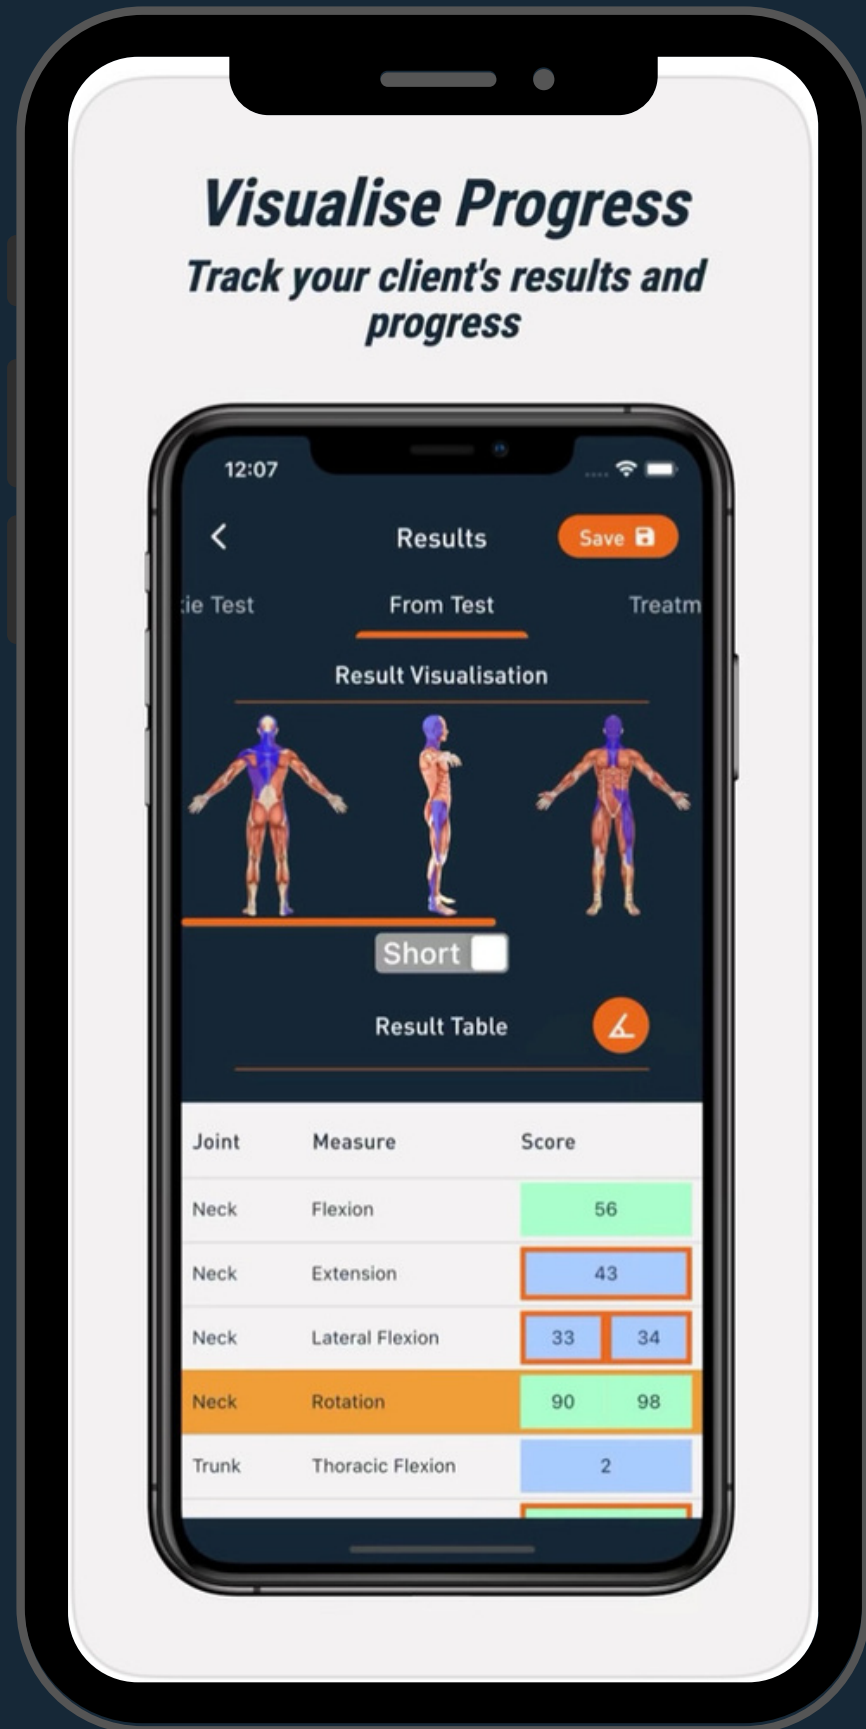 Visualise Progress
Track your client's results and
progress
12:07
Results
Save
From Test
Result Visualisation
Short
Result Table
Joint Measure Score
Neck Flexion 56
Neck Extension 43
Neck Lateral Flexion 33 34
Neck Rotation 90 98
Trunk Thoracic Flexion 2